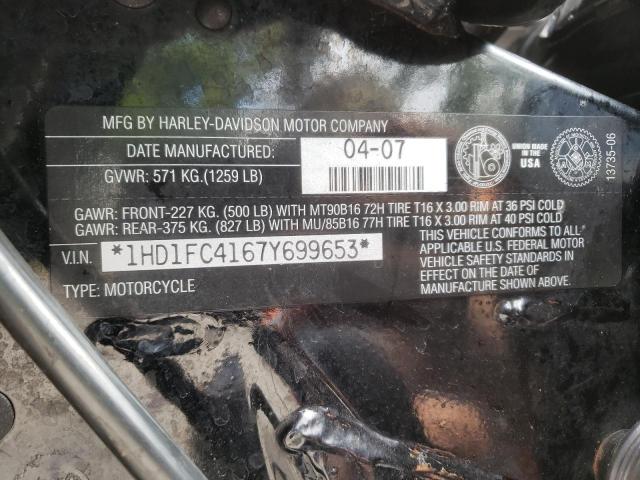 MFG BY HARLEY-DAVIDSON MOTOR COMPANY
DATE MANUFACTURED: 04-07
GVWR: 571 KG.(1259 LB)
GAWR: FRONT-227 KG. (500 LB) WITH MT90B16 72H TIRE T16 X 3.00 RIM AT 36 PSI COLD
GAWR: REAR-375 KG. (827 LB) WITH MU/85B16 77H TIRE T16 X 3.00 RIM AT 40 PSI COLD
V.I.N. *1HD1FC4167Y699653*
TYPE: MOTORCYCLE
THIS VEHICLE CONFORMS TO ALL
APPLICABLE U.S. FEDERAL MOTOR
VEHICLE SAFETY STANDARDS IN
EFFECT ON THE DATE OF
MANUFACTURE SHOWN ABOVE.
MADE IN
USA
13735-06